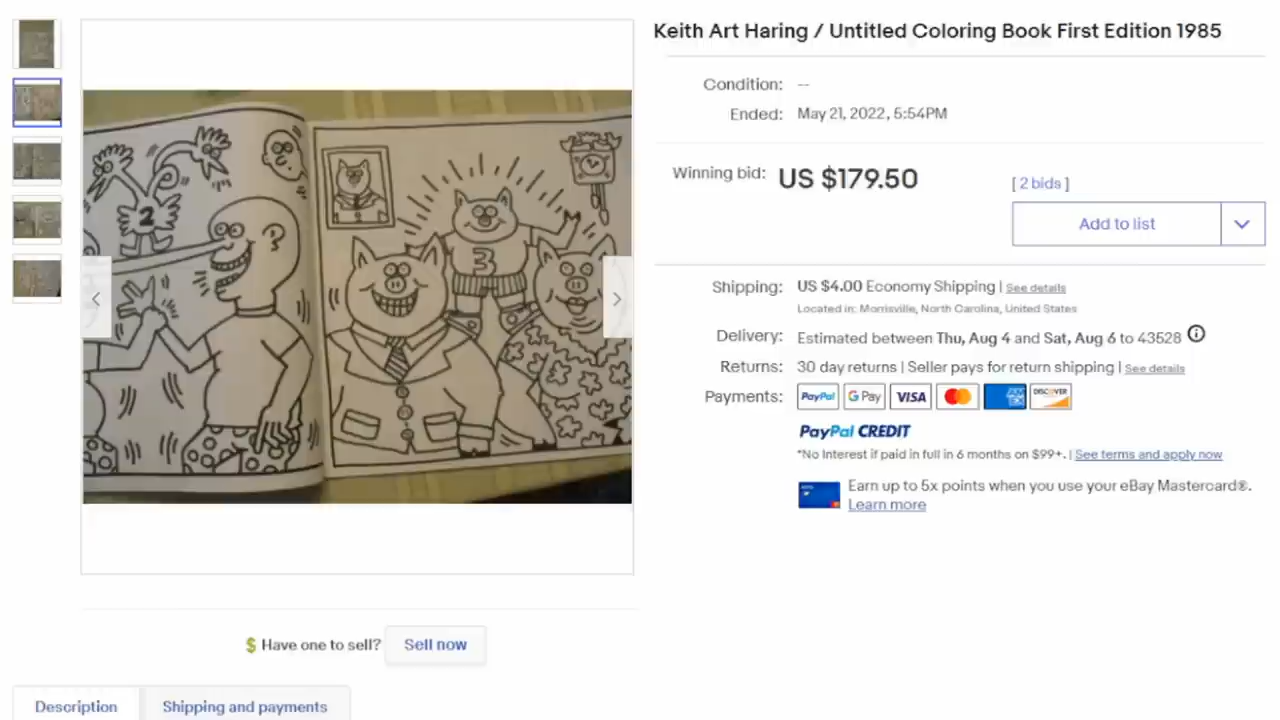 Keith Art Haring / Untitled Coloring Book First Edition 1985
Condition: --
Ended: May 21, 2022, 5:54PM
Winning bid: US $179.50 [ 2 bids ]
Add to list
Shipping: US $4.00 Economy Shipping | See details
Located in: Morrisville, North Carolina, United States
Delivery: Estimated between Thu, Aug 4 and Sat, Aug 6 to 43528
Returns: 30 day returns | Seller pays for return shipping | See details
Payments: PayPal G Pay VISA DISCOVER
PayPal CREDIT
*No Interest if paid in full in 6 months on $99+. | See terms and apply now
Earn up to 5x points when you use your eBay Mastercard®.
Learn more
2
3
$ Have one to sell? Sell now
Description Shipping and payments